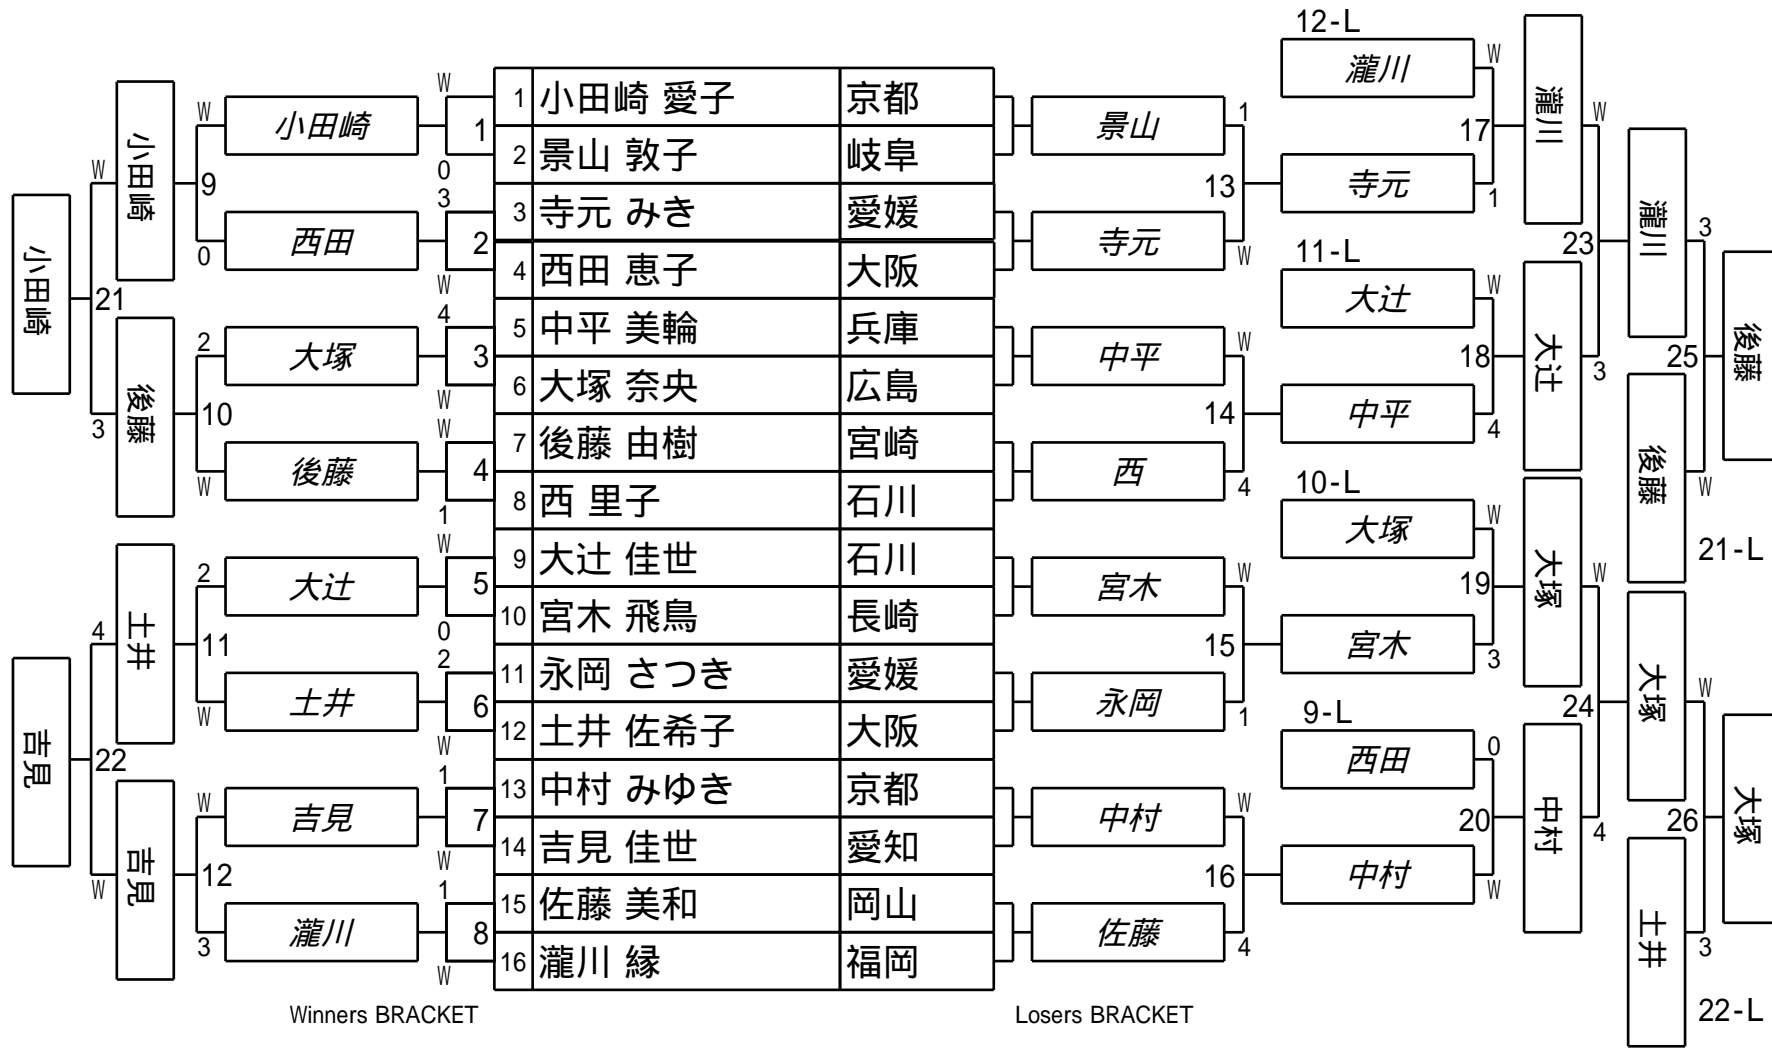 12-L
W 小田崎 W 1 小田崎 愛子 京都 景山 1 瀧川 W 瀧川 W
小田崎 9 1 2 景山 敦子 岐阜 13 17 瀧川 3
W 西田 0 3 寺元 みき 愛媛 寺元 W 寺元 1 23
0 3 2 4 西田 恵子 大阪 11-L
小田崎 21 W
2 大塚 4 3 5 中平 美輪 兵庫 中平 W 大辻 W 大辻 3 25 後藤
後藤 10 W 6 大塚 奈央 広島 14 18
3 後藤 W 4 7 後藤 由樹 宮崎 西 4 中平 4 後藤 W
W 1 8 西 里子 石川 10-L
2 大辻 W 5 9 大辻 佳世 石川 宮木 W 大塚 W 大塚 W 21-L
土井 11 0 10 宮木 飛鳥 長崎 15 19
4 土井 2 6 11 永岡 さつき 愛媛 永岡 1 宮木 3 24 大塚 W
W W 12 土井 佐希子 大阪 9-L
吉見 22
W 吉見 1 7 13 中村 みゆき 京都 中村 W 西田 0 中村 4 26 大塚
吉見 12 W 14 吉見 佳世 愛知 16 20
W 瀧川 1 8 15 佐藤 美和 岡山 佐藤 4 中村 W 土井 3
3 W 16 瀧川 縁 福岡
22-L
Winners BRACKET
Losers BRACKET